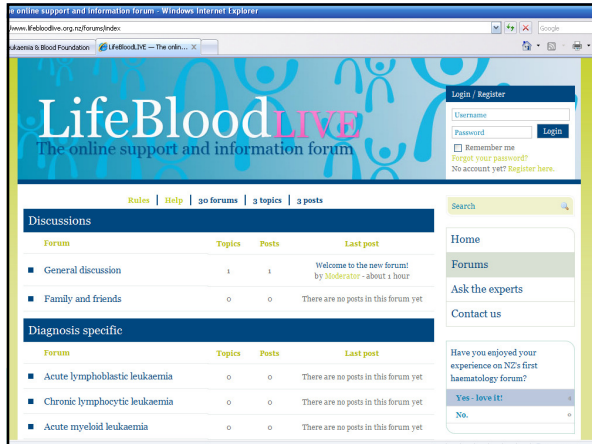 e online support and information forum - Windows Internet Explorer
/www.lifebloodlive.org.nz/forums/index
Google
eukaemia & Blood Foundation
LifeBlood.LIVE — The onlin...
X
LifeBloodLIVE
The online support and information forum
Login / Register
Username
Password
Login
Remember me
Forgot your password?
No account yet? Register here.
Rules | Help | 30 forums | 3 topics | 3 posts
Search
Discussions
Forum Topics Posts Last post
General discussion 1 1 Welcome to the new forum!
by Moderator - about 1 hour
Family and friends 0 0 There are no posts in this forum yet
Diagnosis specific
Forum Topics Posts Last post
Acute lymphoblastic leukaemia 0 0 There are no posts in this forum yet
Chronic lymphocytic leukaemia 0 0 There are no posts in this forum yet
Acute myeloid leukaemia 0 0 There are no posts in this forum yet
Home
Forums
Ask the experts
Contact us
Have you enjoyed your
experience on NZ's first
haematology forum?
Yes - love it!
No.